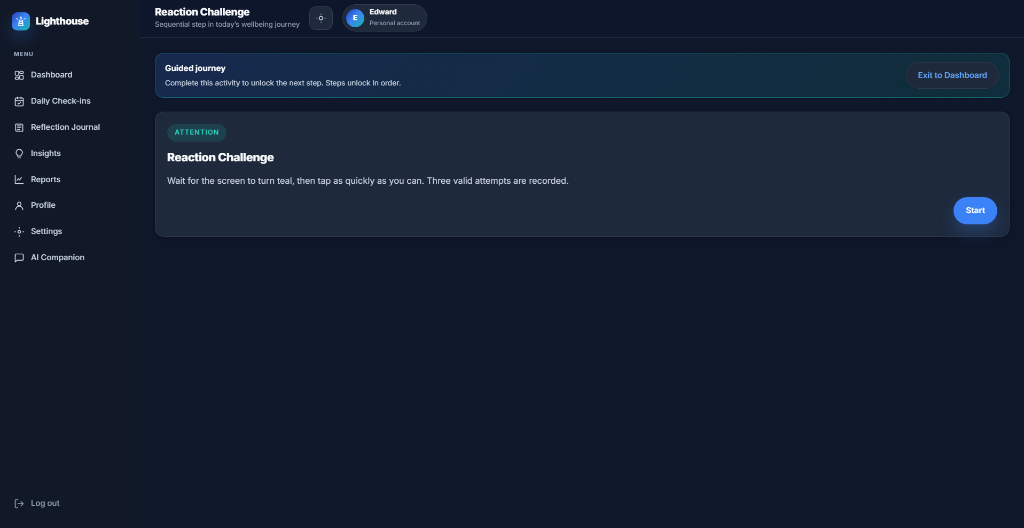 Lighthouse
MENU
Dashboard
Daily Check-ins
Reflection Journal
Insights
Reports
Profile
Settings
AI Companion
Log out
Reaction Challenge
Sequential step in today's wellbeing journey
E
Edward
Personal account
Guided journey
Complete this activity to unlock the next step. Steps unlock in order.
Exit to Dashboard
ATTENTION
Reaction Challenge
Wait for the screen to turn teal, then tap as quickly as you can. Three valid attempts are recorded.
Start